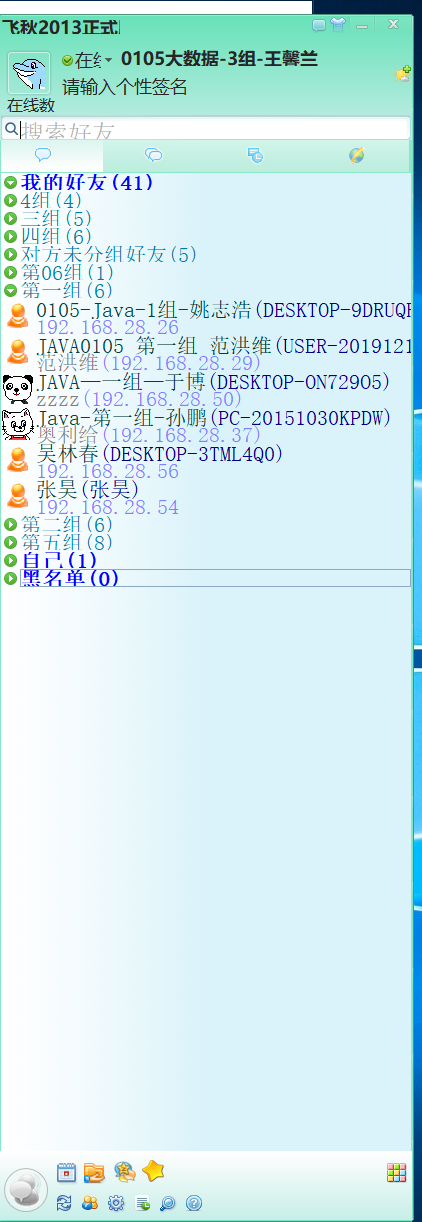 飞秋2013正式
在线 0105大数据-3组-王馨兰
请输入个性签名
在线数
搜索好友
我的好友(41)
4组(4)
三组(5)
四组(6)
对方未分组好友(5)
第06组(1)
第一组(6)
0105-Java-1组-姚志浩(DESKTOP-9DRUQH
192.168.28.26
JAVA0105 第一组 范洪维(USER-2019121
范洪维(192.168.28.29)
JAVA—一组—于博(DESKTOP-ON729O5)
zzzz(192.168.28.50)
Java-第一组-孙鹏(PC-20151030KPDW)
奥利给(192.168.28.37)
吴林春(DESKTOP-3TML4Q0)
192.168.28.56
张昊(张昊)
192.168.28.54
第二组(6)
第五组(8)
自己(1)
黑名单(0)